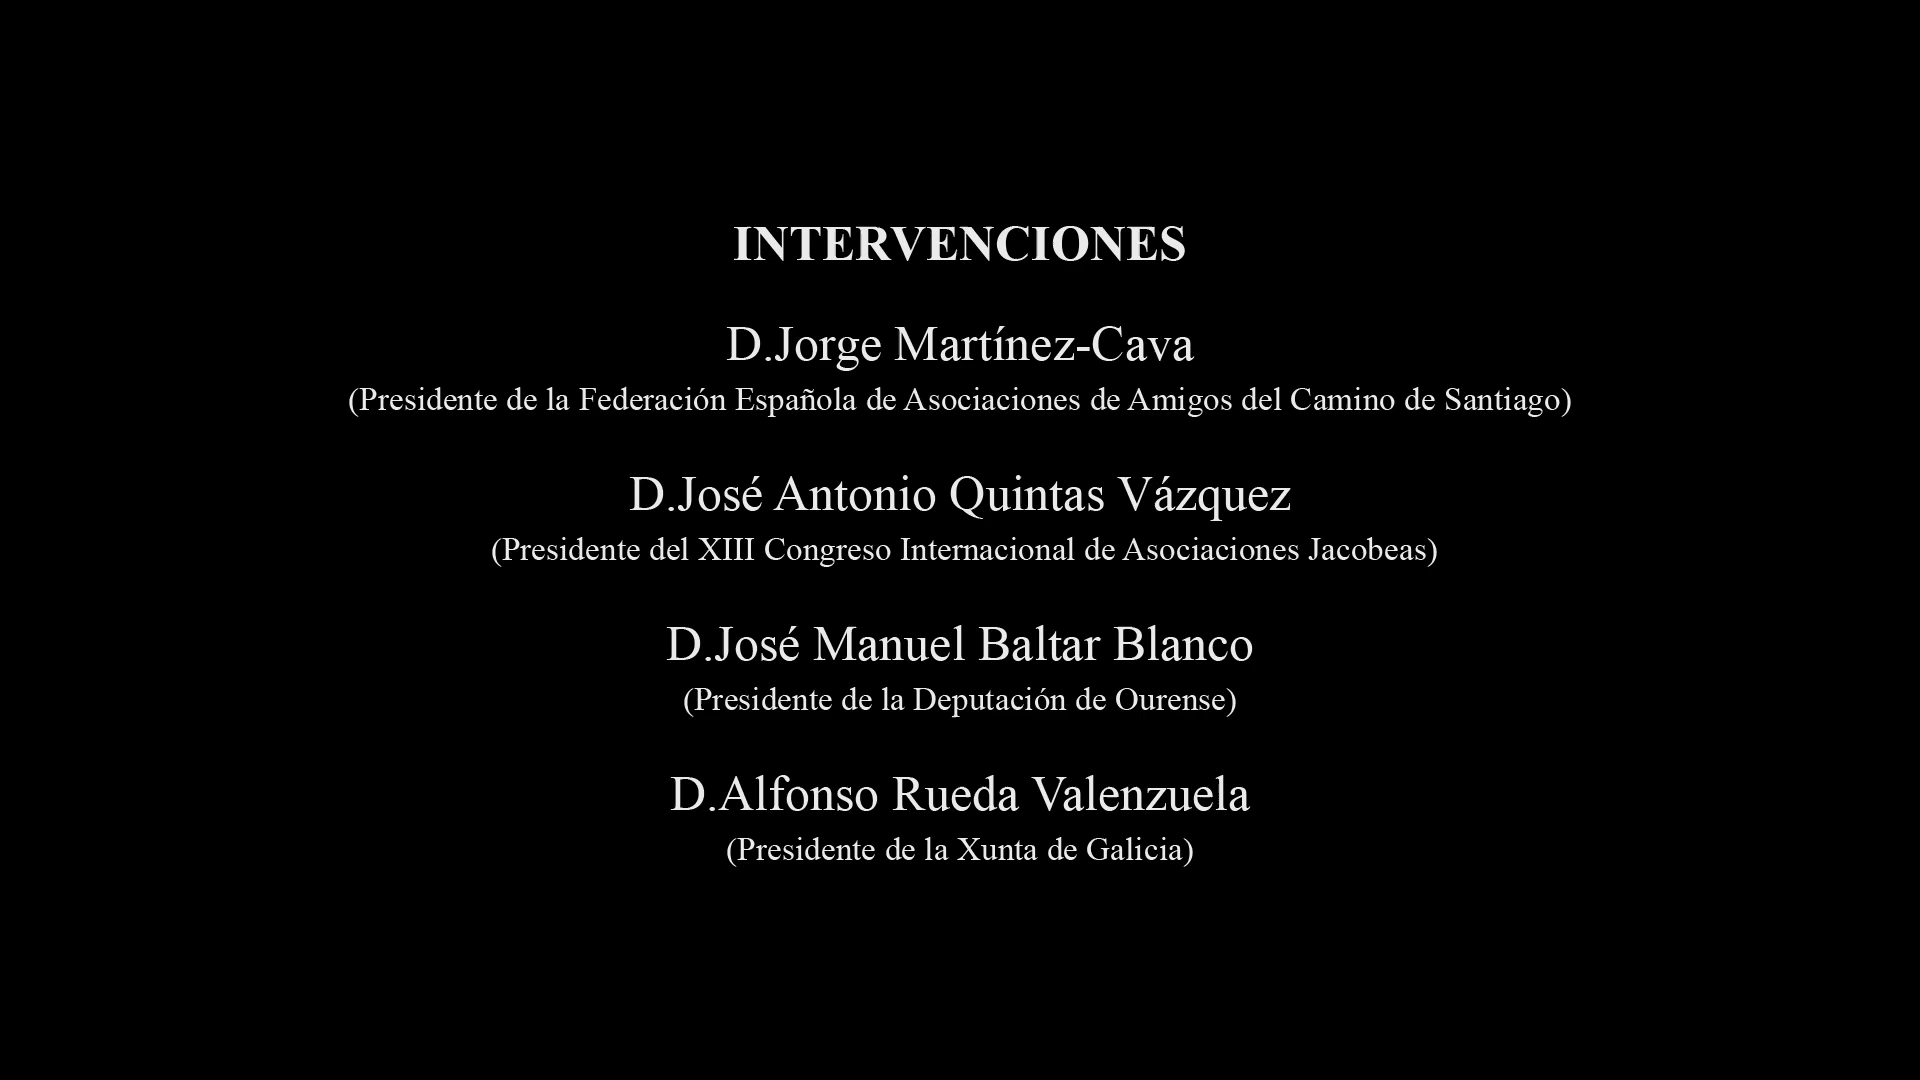 INTERVENCIONES
D.Jorge Martínez-Cava
(Presidente de la Federación Española de Asociaciones de Amigos del Camino de Santiago)
D.José Antonio Quintas Vázquez
(Presidente del XIII Congreso Internacional de Asociaciones Jacobeas)
D.José Manuel Baltar Blanco
(Presidente de la Deputación de Ourense)
D.Alfonso Rueda Valenzuela
(Presidente de la Xunta de Galicia)